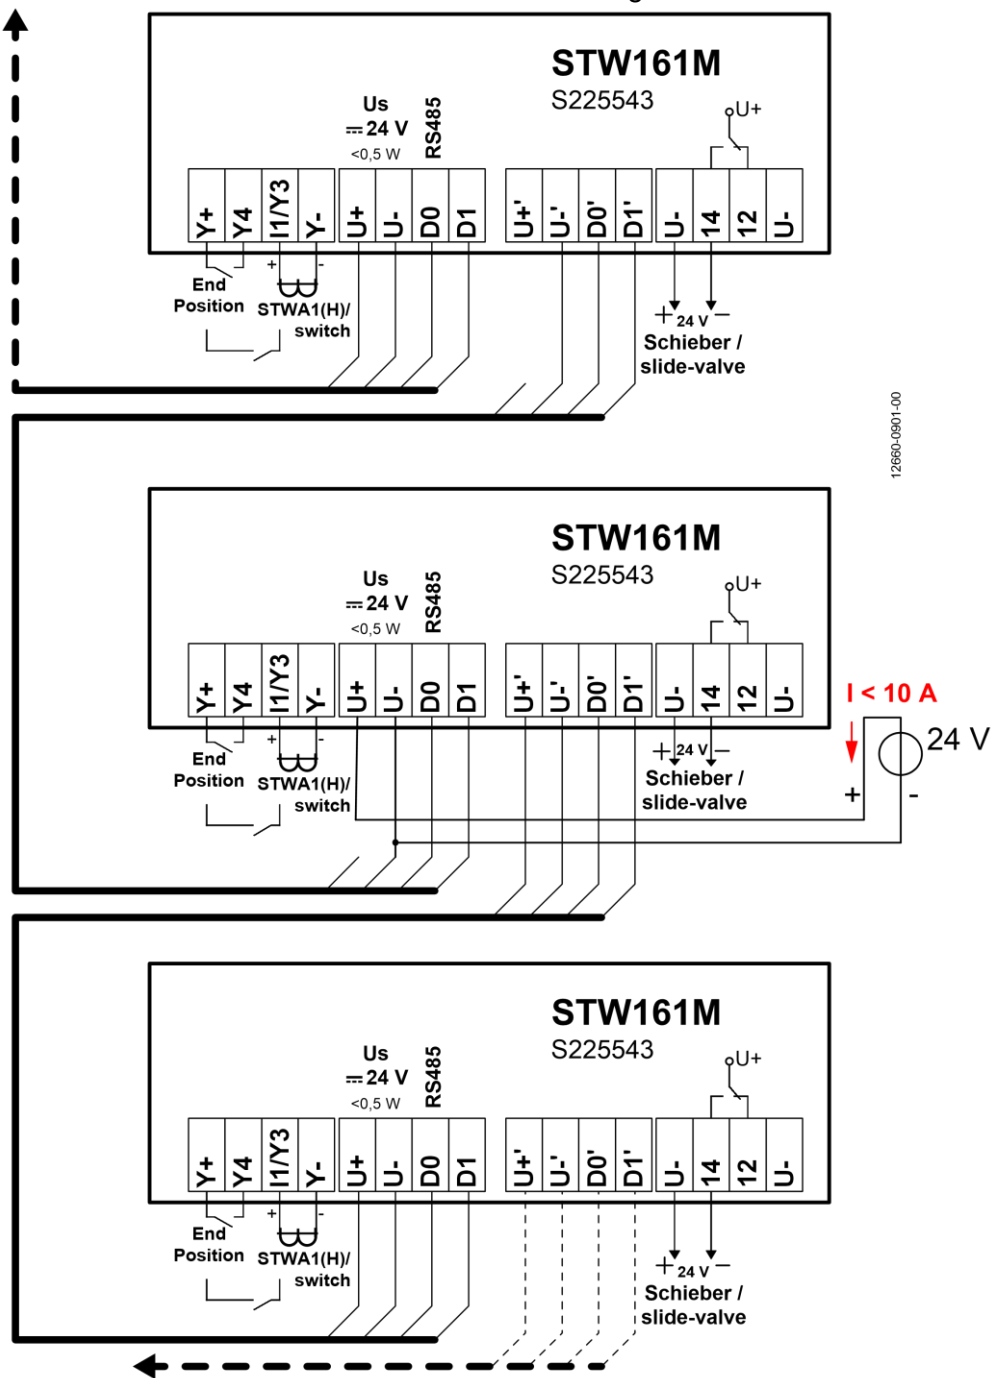 STW161M
S225543
Us
⎓ 24 V
<0,5 W
RS485
U+
Y+ Y4 I1/Y3 Y- U+ U- D0 D1 U+' U-' D0' D1' U- 14 12 U-
+ -
End
Position
STWA1(H)/
switch
+ 24 V -
Schieber /
slide-valve
12660-0901-00
STW161M
S225543
Us
⎓ 24 V
<0,5 W
RS485
U+
Y+ Y4 I1/Y3 Y- U+ U- D0 D1 U+' U-' D0' D1' U- 14 12 U-
I < 10 A
24 V
+ -
+ -
End
Position
STWA1(H)/
switch
+ 24 V -
Schieber /
slide-valve
STW161M
S225543
Us
⎓ 24 V
<0,5 W
RS485
U+
Y+ Y4 I1/Y3 Y- U+ U- D0 D1 U+' U-' D0' D1' U- 14 12 U-
+ -
End
Position
STWA1(H)/
switch
+ 24 V -
Schieber /
slide-valve